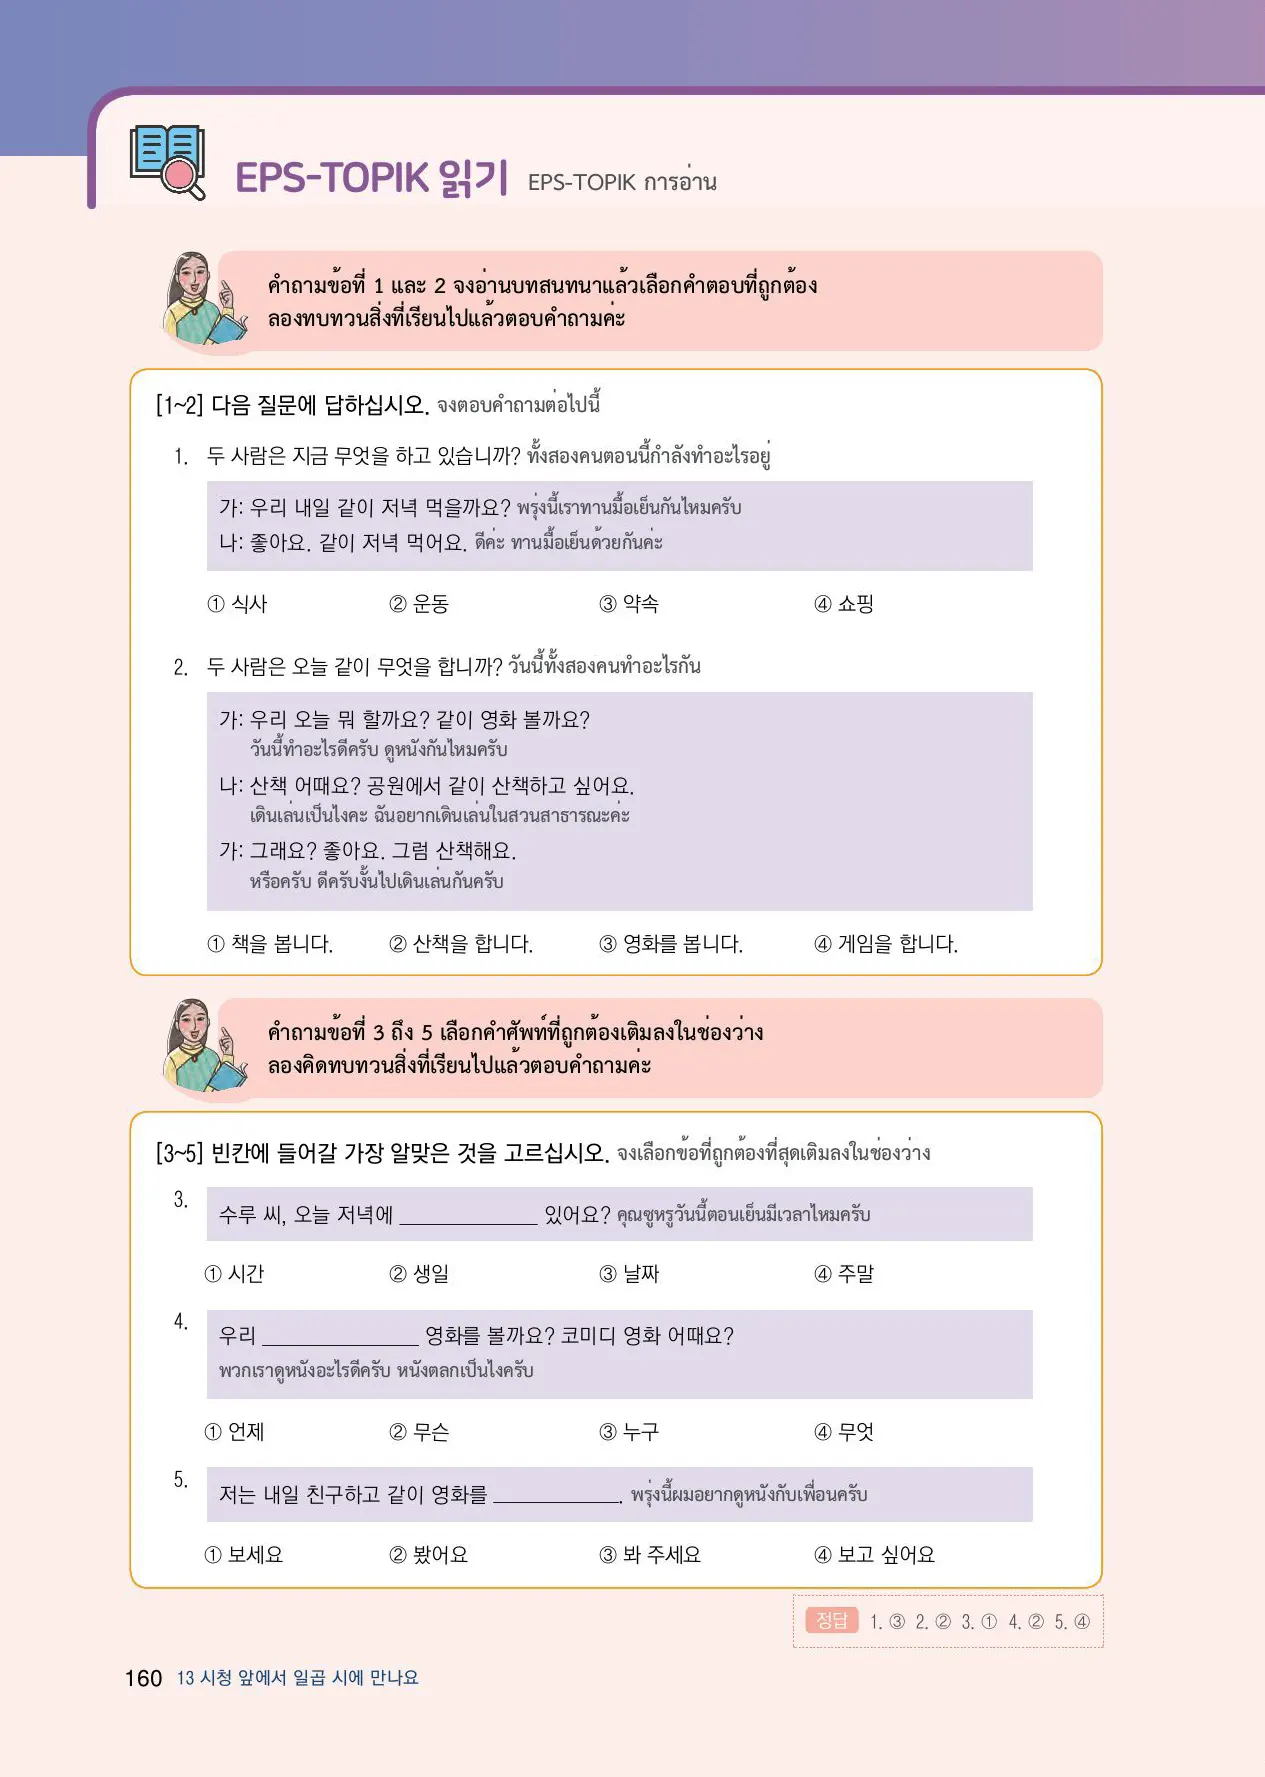 EPS-TOPIK 읽기 EPS-TOPIK การอ่าน
คำถามข้อที่ 1 และ 2 จงอ่านบทสนทนาแล้วเลือกคำตอบที่ถูกต้อง
ลองทบทวนสิ่งที่เรียนไปแล้วตอบคำถามค่ะ
[1~2] 다음 질문에 답하십시오. จงตอบคำถามต่อไปนี้
1. 두 사람은 지금 무엇을 하고 있습니까? ทั้งสองคนตอนนี้กำลังทำอะไรอยู่
가: 우리 내일 같이 저녁 먹을까요? พรุ่งนี้เราทานมื้อเย็นกันไหมครับ
나: 좋아요. 같이 저녁 먹어요. ดีค่ะ ทานมื้อเย็นด้วยกันค่ะ
① 식사 ② 운동 ③ 약속 ④ 쇼핑
2. 두 사람은 오늘 같이 무엇을 합니까? วันนี้ทั้งสองคนทำอะไรกัน
가: 우리 오늘 뭐 할까요? 같이 영화 볼까요?
วันนี้ทำอะไรดีครับ ดูหนังกันไหมครับ
나: 산책 어때요? 공원에서 같이 산책하고 싶어요.
เดินเล่นเป็นไงคะ ฉันอยากเดินเล่นในสวนสาธารณะค่ะ
가: 그래요? 좋아요. 그럼 산책해요.
หรือครับ ดีครับงั้นไปเดินเล่นกันครับ
① 책을 봅니다. ② 산책을 합니다. ③ 영화를 봅니다. ④ 게임을 합니다.
คำถามข้อที่ 3 ถึง 5 เลือกคำศัพท์ที่ถูกต้องเติมลงในช่องว่าง
ลองคิดทบทวนสิ่งที่เรียนไปแล้วตอบคำถามค่ะ
[3~5] 빈칸에 들어갈 가장 알맞은 것을 고르십시오. จงเลือกข้อที่ถูกต้องที่สุดเติมลงในช่องว่าง
3. 수루 씨, 오늘 저녁에 ____________ 있어요? คุณซูหรูวันนี้ตอนเย็นมีเวลาไหมครับ
① 시간 ② 생일 ③ 날짜 ④ 주말
4. 우리 ____________ 영화를 볼까요? 코미디 영화 어때요?
พวกเราดูหนังอะไรดีครับ หนังตลกเป็นไงครับ
① 언제 ② 무슨 ③ 누구 ④ 무엇
5. 저는 내일 친구하고 같이 영화를 ____________. พรุ่งนี้ผมอยากดูหนังกับเพื่อนครับ
① 보세요 ② 봤어요 ③ 봐 주세요 ④ 보고 싶어요
정답 1. ③ 2. ② 3. ① 4. ② 5. ④
160 13 시청 앞에서 일곱 시에 만나요